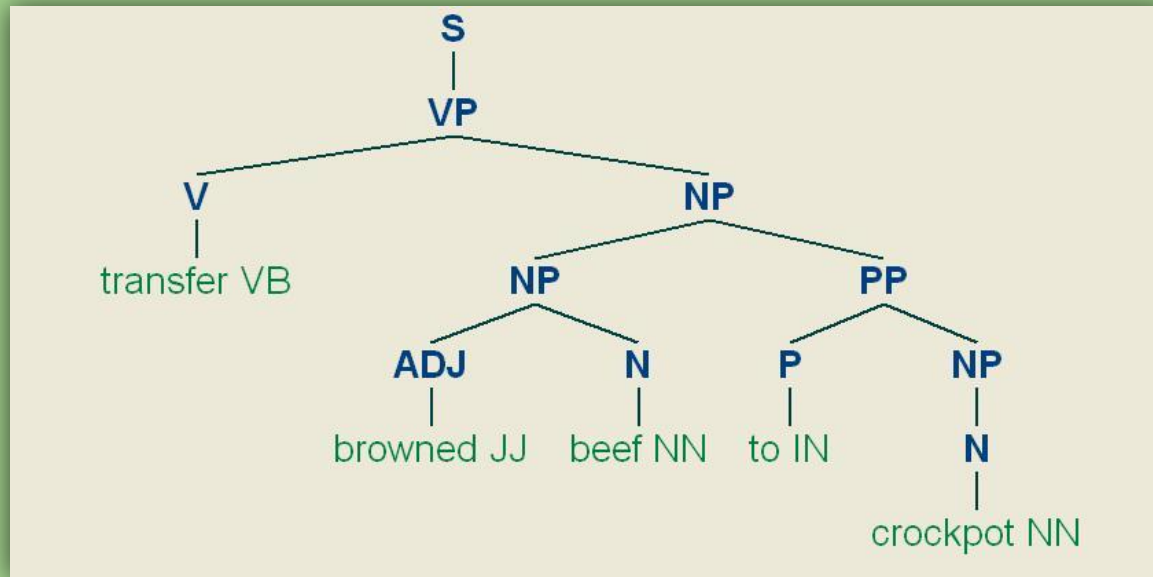 S
VP
V NP
transfer VB NP PP
ADJ N P NP
browned JJ beef NN to IN N
crockpot NN